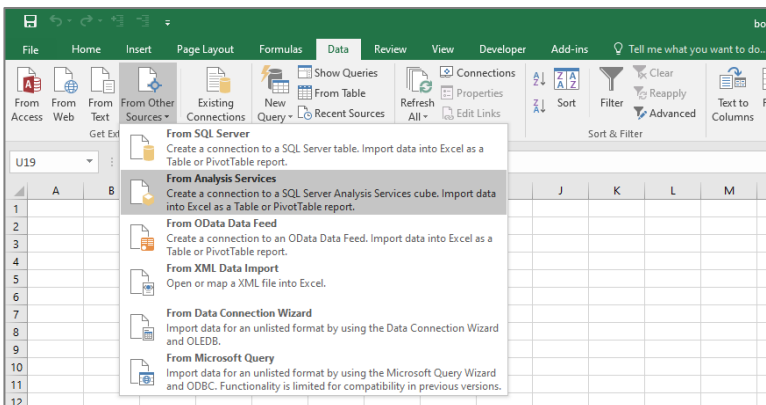 bo
File Home Insert Page Layout Formulas Data Review View Developer Add-ins Tell me what you want to do...
From Access
From Web
From Text
From Other Sources
Existing Connections
New Query
Show Queries
From Table
Recent Sources
Refresh All
Connections
Properties
Edit Links
Sort
Filter
Clear
Reapply
Advanced
Text to Columns
Get Ext
Sort & Filter
U19
A B J K L M
1
2
3
4
5
6
7
8
9
10
11
12
From SQL Server
Create a connection to a SQL Server table. Import data into Excel as a
Table or PivotTable report.
From Analysis Services
Create a connection to a SQL Server Analysis Services cube. Import data
into Excel as a Table or PivotTable report.
From OData Data Feed
Create a connection to an OData Data Feed. Import data into Excel as a
Table or PivotTable report.
From XML Data Import
Open or map a XML file into Excel.
From Data Connection Wizard
Import data for an unlisted format by using the Data Connection Wizard
and OLEDB.
From Microsoft Query
Import data for an unlisted format by using the Microsoft Query Wizard
and ODBC. Functionality is limited for compatibility in previous versions.